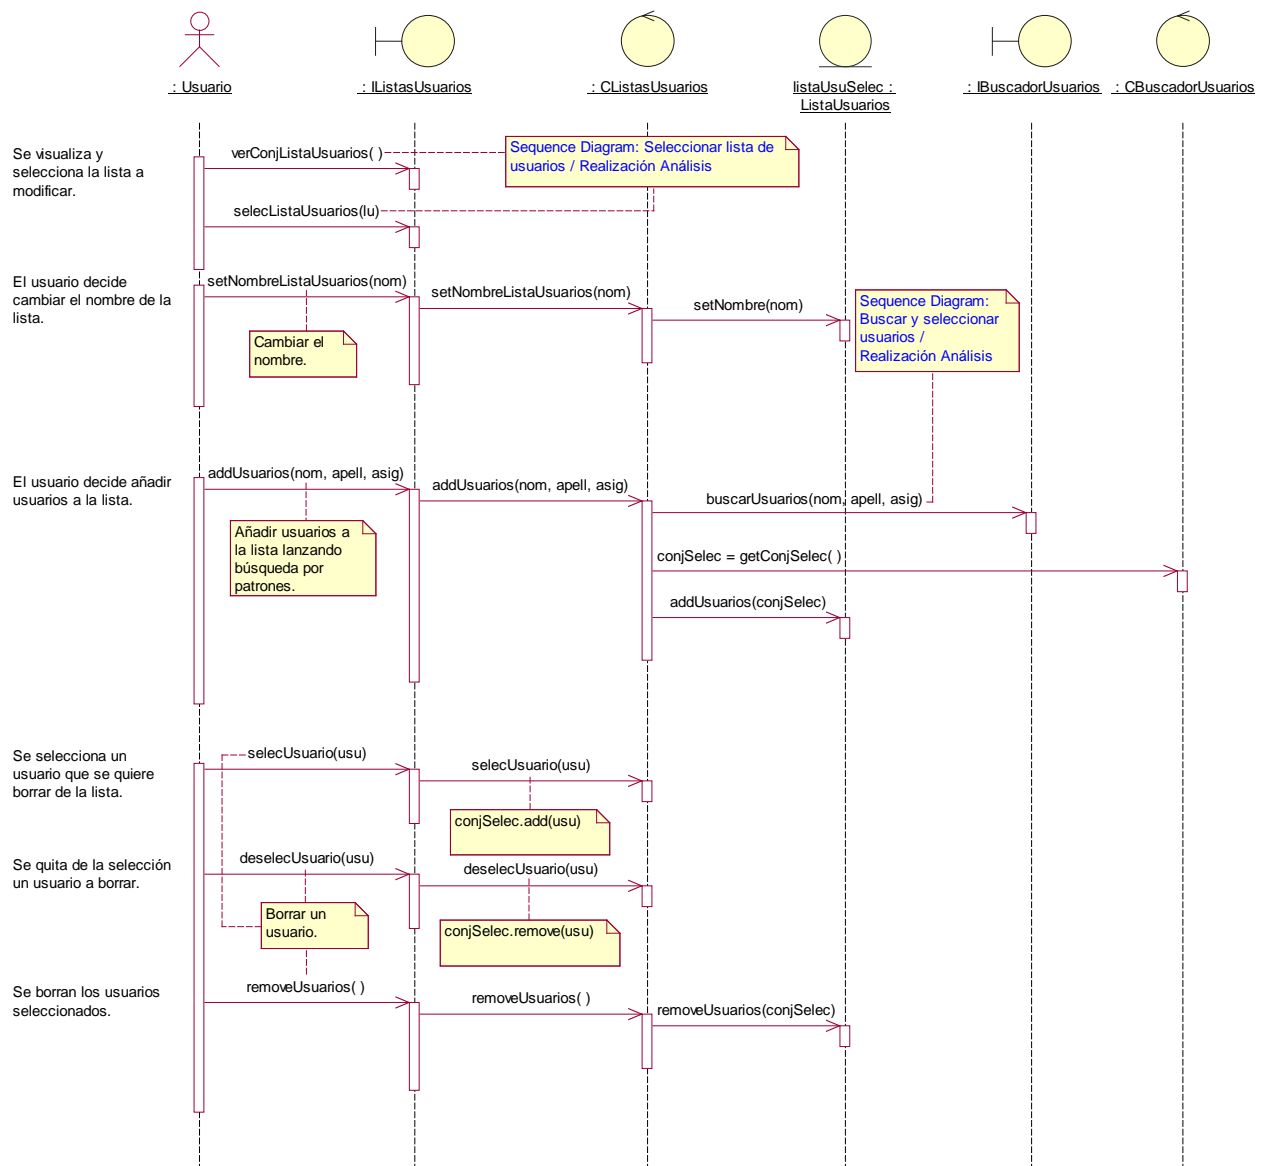 : Usuario
: IListasUsuarios
: CListasUsuarios
listaUsuSelec :
ListaUsuarios
: IBuscadorUsuarios
: CBuscadorUsuarios
Se visualiza y
selecciona la lista a
modificar.
verConjListaUsuarios( )
Sequence Diagram: Seleccionar lista de
usuarios / Realización Análisis
selecListaUsuarios(lu)
El usuario decide
cambiar el nombre de la
lista.
setNombreListaUsuarios(nom)
setNombreListaUsuarios(nom)
setNombre(nom)
Sequence Diagram:
Buscar y seleccionar
usuarios /
Realización Análisis
Cambiar el
nombre.
El usuario decide añadir
usuarios a la lista.
addUsuarios(nom, apell, asig)
addUsuarios(nom, apell, asig)
buscarUsuarios(nom, apell, asig)
Añadir usuarios a
la lista lanzando
búsqueda por
patrones.
conjSelec = getConjSelec( )
addUsuarios(conjSelec)
Se selecciona un
usuario que se quiere
borrar de la lista.
selecUsuario(usu)
selecUsuario(usu)
conjSelec.add(usu)
Se quita de la selección
un usuario a borrar.
deselecUsuario(usu)
deselecUsuario(usu)
Borrar un
usuario.
conjSelec.remove(usu)
Se borran los usuarios
seleccionados.
removeUsuarios( )
removeUsuarios( )
removeUsuarios(conjSelec)